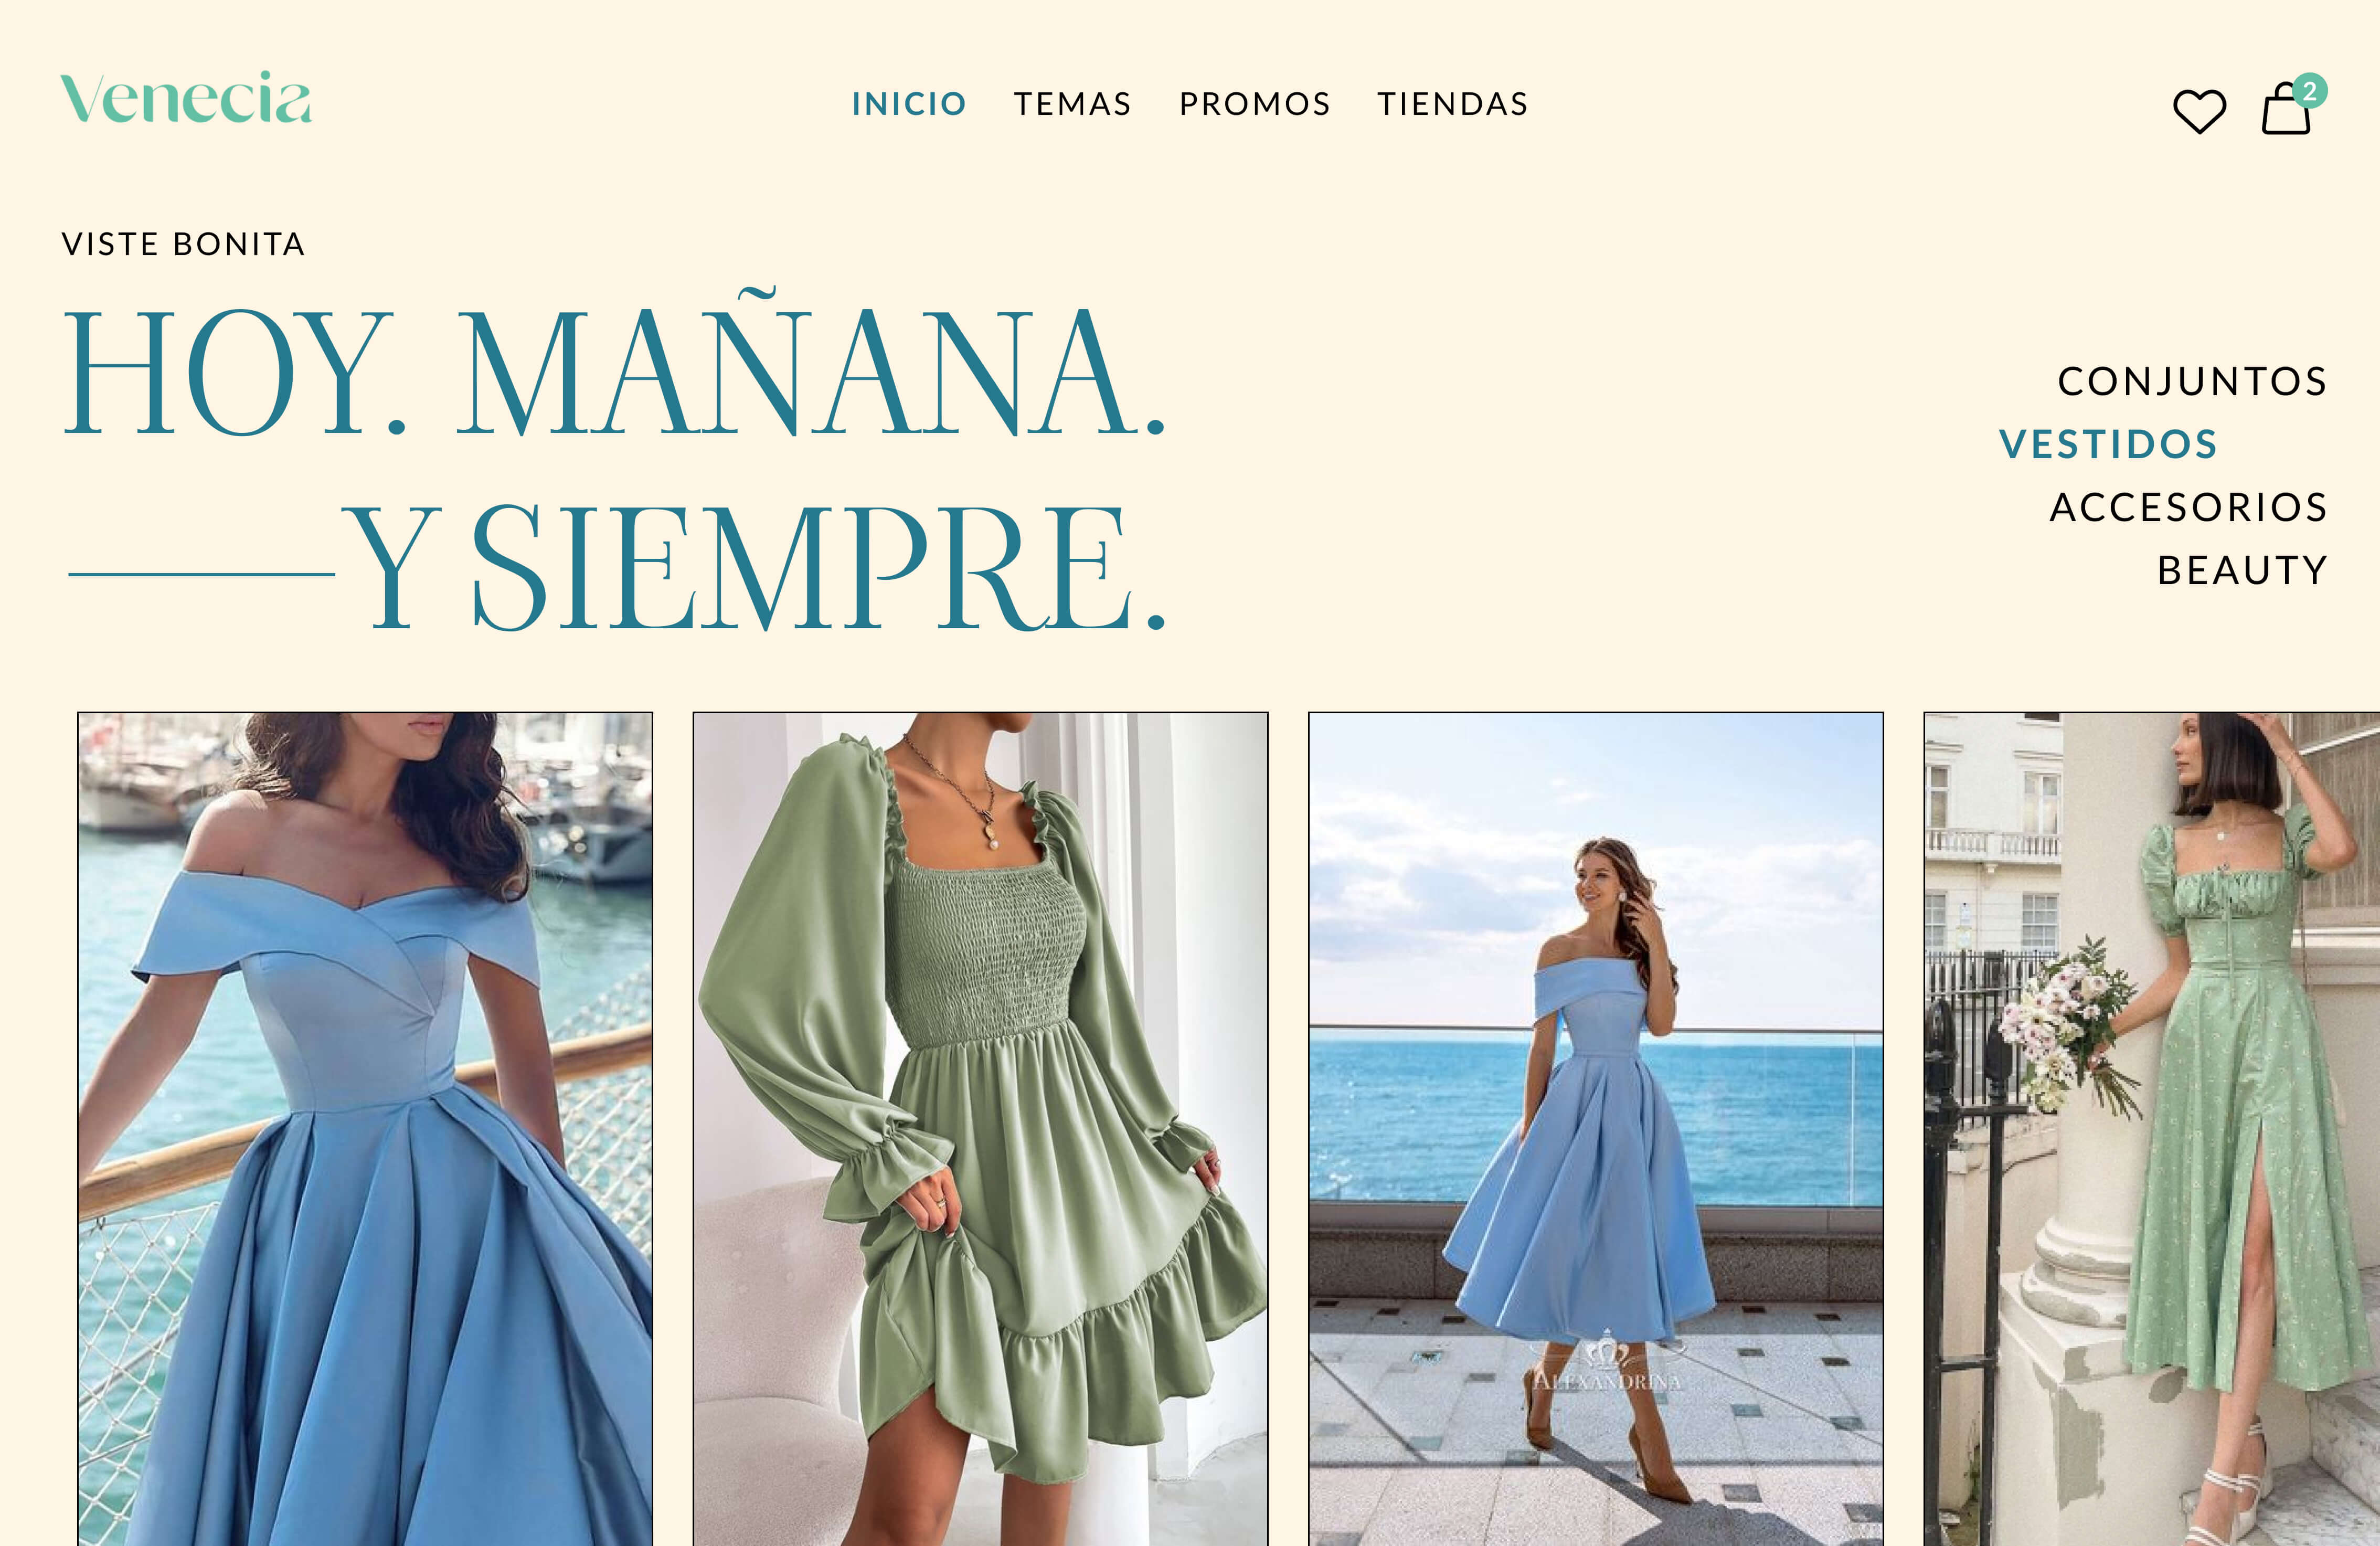 Venecia
INICIO TEMAS PROMOS TIENDAS
2
VISTE BONITA
HOY. MAÑANA.
Y SIEMPRE.
CONJUNTOS
VESTIDOS
ACCESORIOS
BEAUTY
ALEXANDRINA